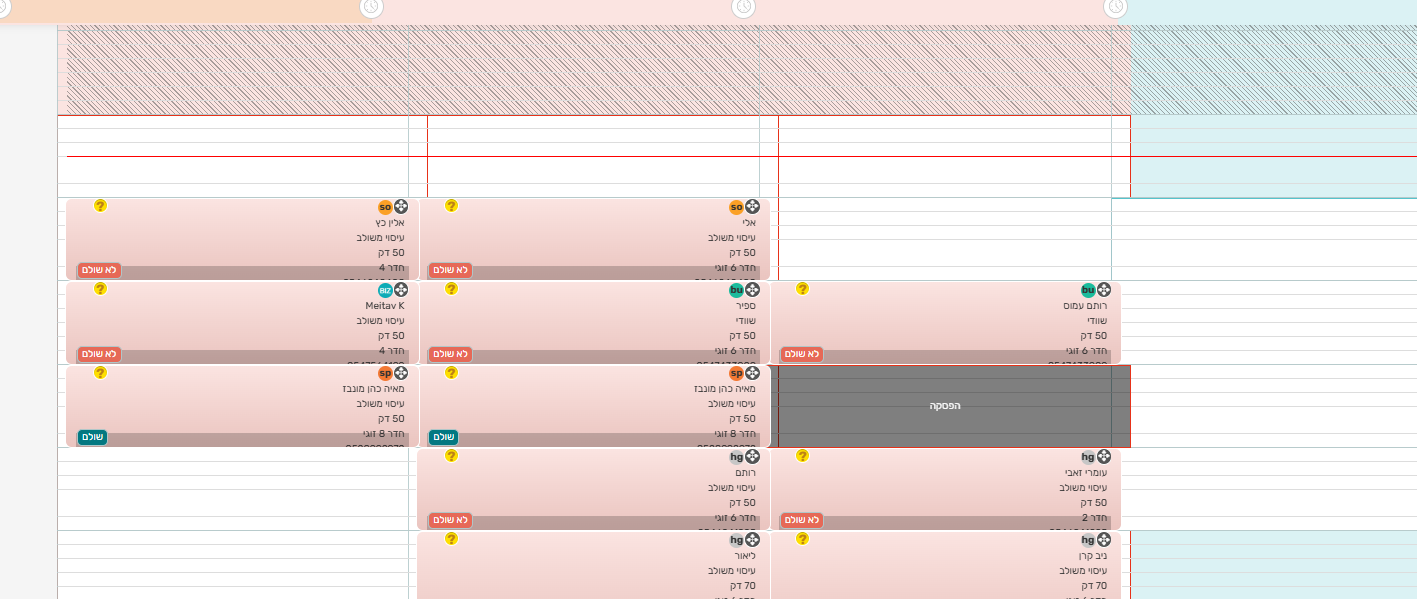 so
אלין כץ
עיסוי משולב
50 דק
חדר 4
לא שולם
so
אלי
עיסוי משולב
50 דק
חדר 6 זוגי
לא שולם
BIZ
Meitav K
עיסוי משולב
50 דק
חדר 4
לא שולם
bu
ספיר
שוודי
50 דק
חדר 6 זוגי
לא שולם
bu
רותם עמוס
שוודי
50 דק
חדר 6 זוגי
לא שולם
sp
מאיה כהן מונבז
עיסוי משולב
50 דק
חדר 8 זוגי
שולם
sp
מאיה כהן מונבז
עיסוי משולב
50 דק
חדר 8 זוגי
שולם
הפסקה
hg
רותם
עיסוי משולב
50 דק
חדר 6 זוגי
לא שולם
hg
עומרי זאבי
עיסוי משולב
50 דק
חדר 2
לא שולם
hg
ליאור
עיסוי משולב
70 דק
hg
ניב קרן
עיסוי משולב
70 דק